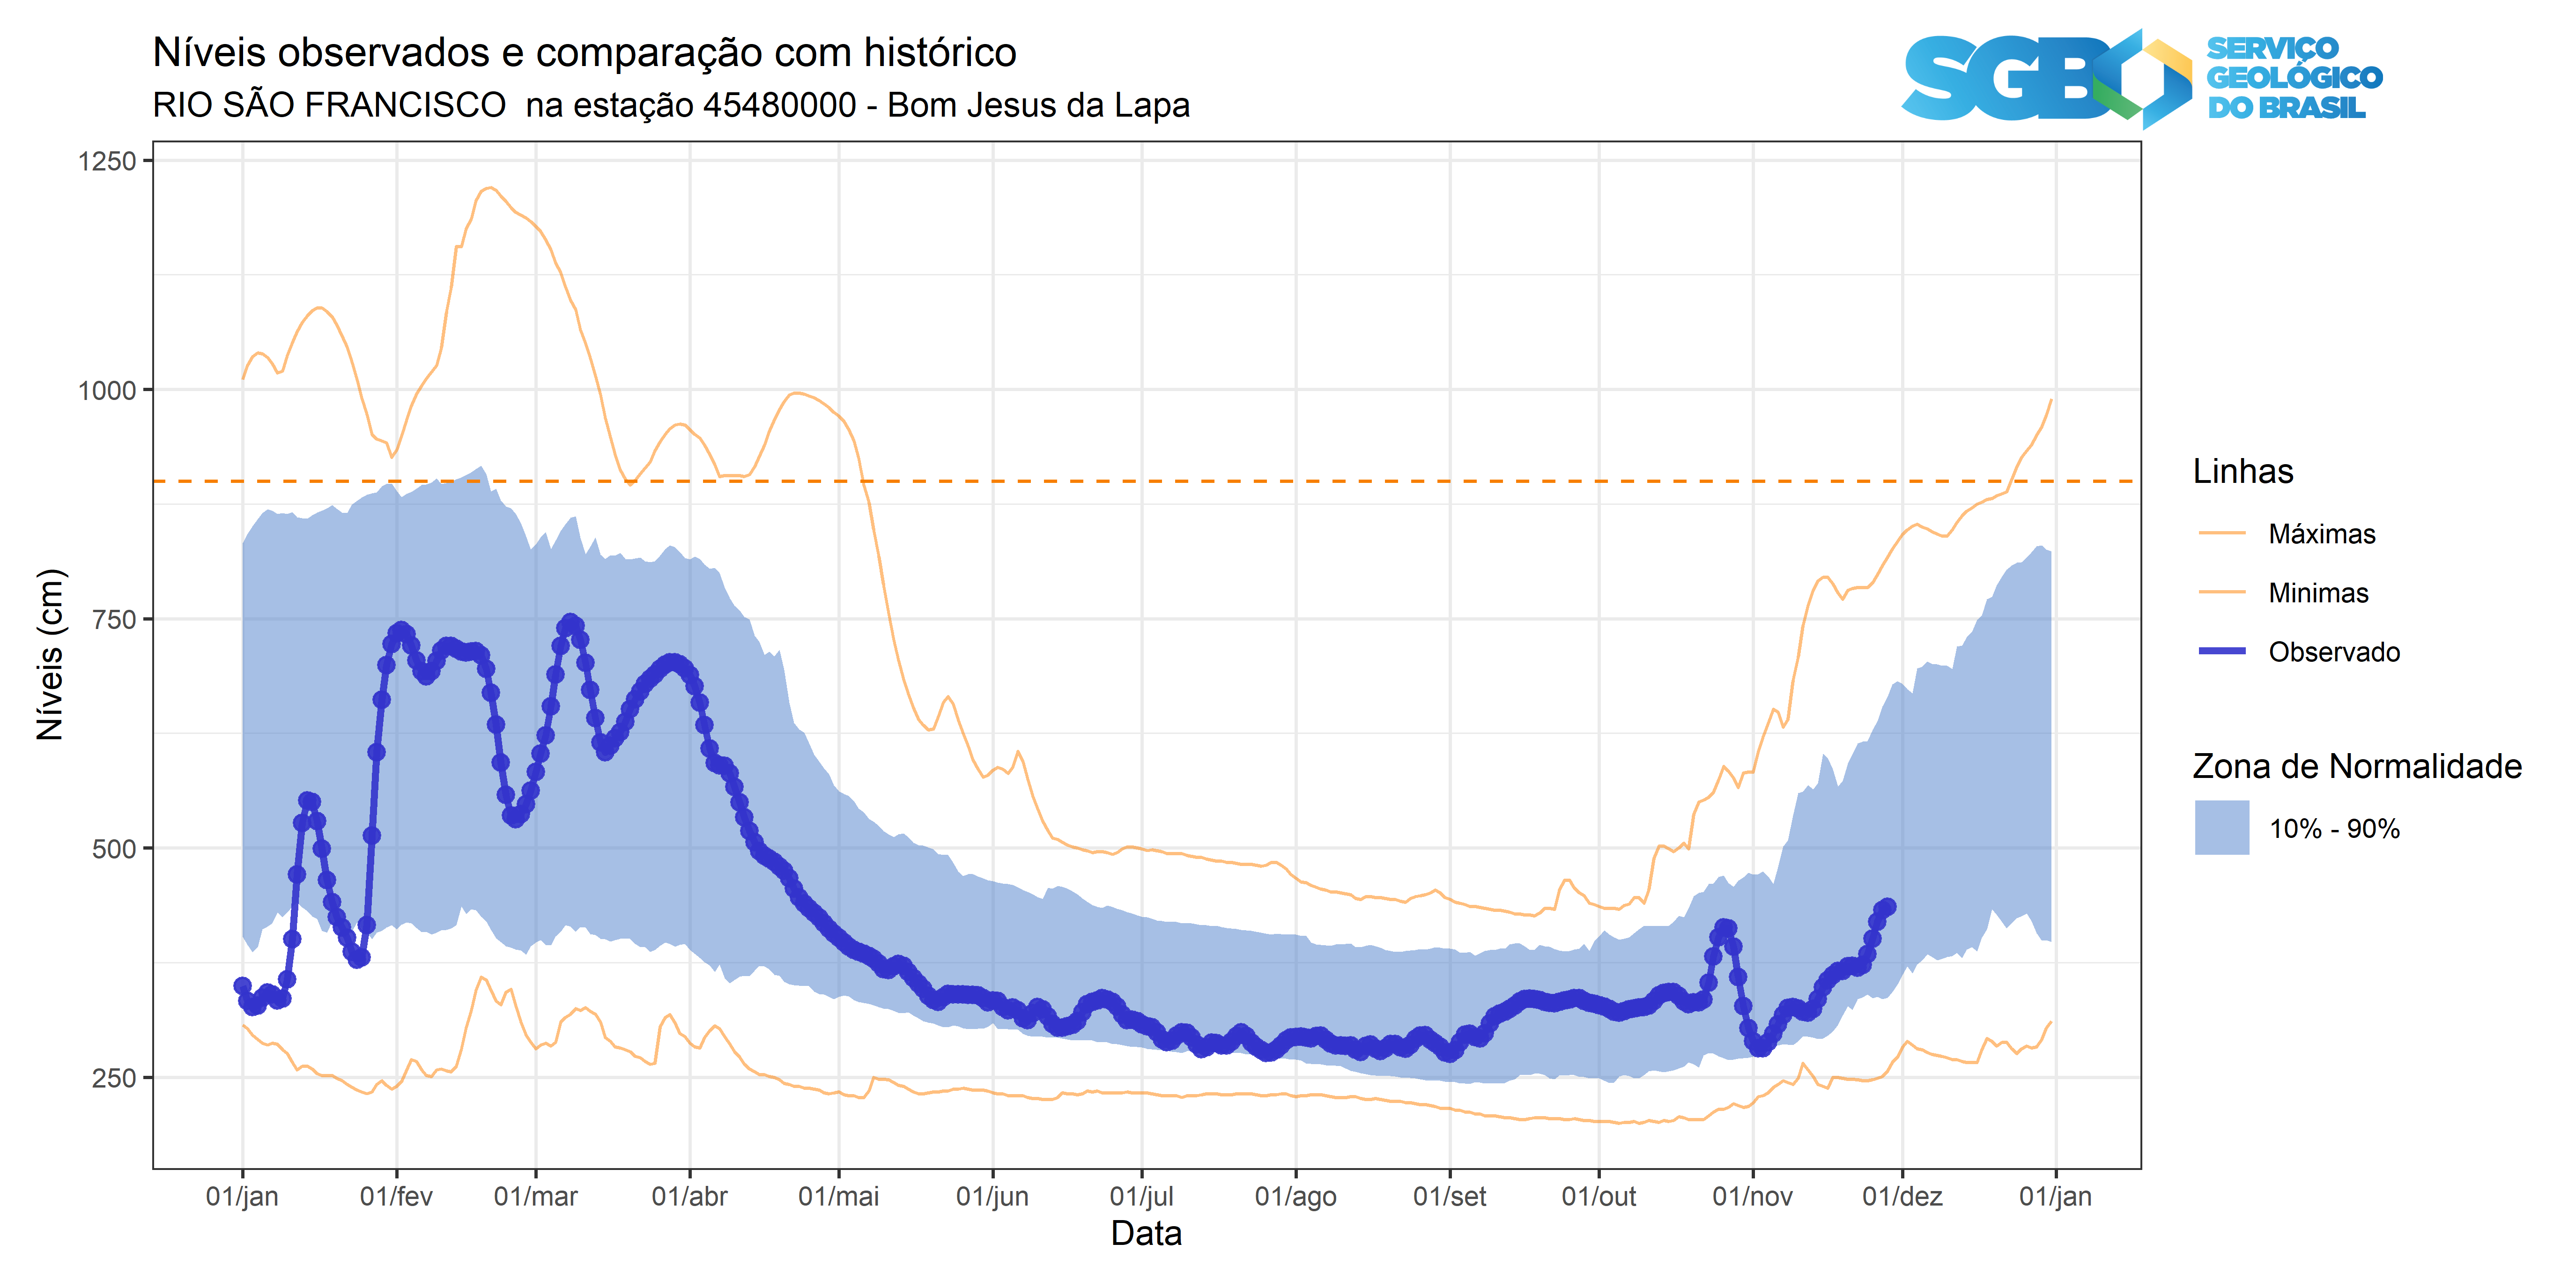 Níveis observados e comparação com histórico
RIO SÃO FRANCISCO  na estação 45480000 - Bom Jesus da Lapa
SGB
SERVIÇO
GEOLÓGICO
DO BRASIL
1250
1000
750
500
250
Níveis (cm)
01/jan
01/fev
01/mar
01/abr
01/mai
01/jun
01/jul
01/ago
01/set
01/out
01/nov
01/dez
01/jan
Data
Linhas
Máximas
Minimas
Observado
Zona de Normalidade
10% - 90%